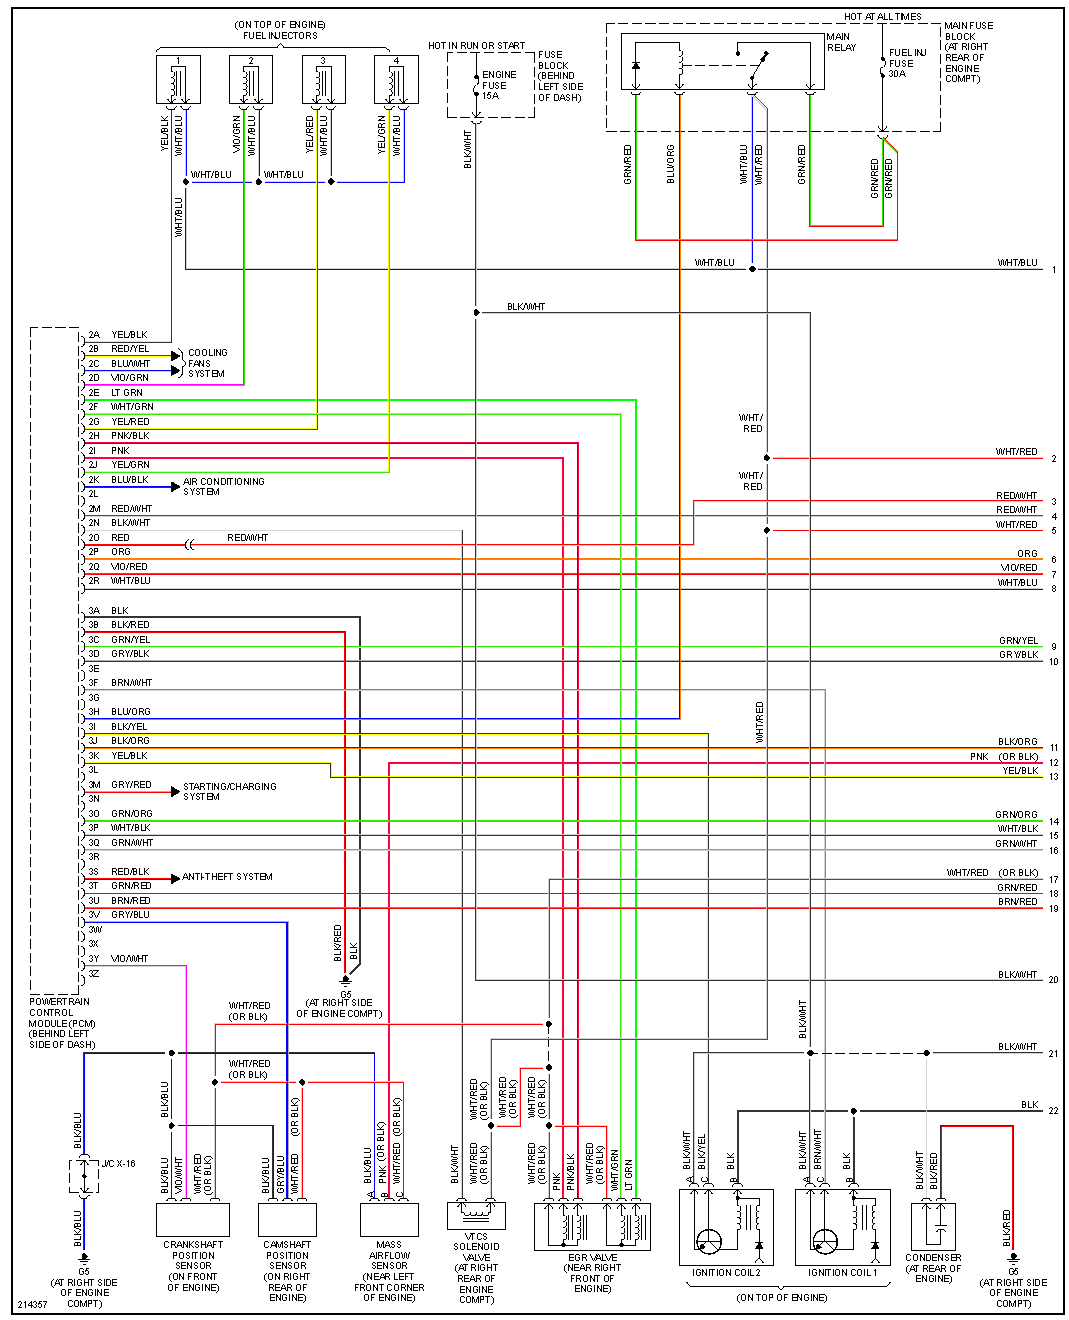 HOT AT ALL TIMES
(ON TOP OF ENGINE)
FUEL INJECTORS
HOT IN RUN OR START
MAIN FUSE
BLOCK
(AT RIGHT
REAR OF
ENGINE
COMPT)
MAIN
RELAY
FUEL INJ
FUSE
30A
1
2
3
4
ENGINE
FUSE
15A
FUSE
BLOCK
(BEHIND
LEFT SIDE
OF DASH)
YEL/BLK
WHT/BLU
VIO/GRN
WHT/BLU
YEL/RED
WHT/BLU
YEL/GRN
WHT/BLU
BLK/WHT
GRN/RED
BLU/ORG
WHT/BLU
WHT/RED
GRN/RED
GRN/RED
GRN/RED
WHT/BLU
WHT/BLU
WHT/BLU
WHT/BLU
WHT/BLU 1
BLK/WHT
2A YEL/BLK
2B RED/YEL
2C BLU/WHT
COOLING
FANS
SYSTEM
2D VIO/GRN
2E LT GRN
2F WHT/GRN
2G YEL/RED
2H PNK/BLK
2I PNK
2J YEL/GRN
2K BLU/BLK
AIR CONDITIONING
SYSTEM
2L
2M RED/WHT
2N BLK/WHT
2O RED
RED/WHT
2P ORG
2Q VIO/RED
2R WHT/BLU
WHT/
RED
WHT/
RED
WHT/RED 2
RED/WHT 3
RED/WHT 4
WHT/RED 5
ORG 6
VIO/RED 7
WHT/BLU 8
3A BLK
3B BLK/RED
3C GRN/YEL
3D GRY/BLK
3E
3F BRN/WHT
3G
3H BLU/ORG
3I BLK/YEL
3J BLK/ORG
3K YEL/BLK
3L
3M GRY/RED
STARTING/CHARGING
SYSTEM
3N
3O GRN/ORG
3P WHT/BLK
3Q GRN/WHT
3R
3S RED/BLK
ANTI-THEFT SYSTEM
3T GRN/RED
3U BRN/RED
3V GRY/BLU
3W
3X
3Y VIO/WHT
3Z
GRN/YEL 9
GRY/BLK 10
WHT/RED
BLK/ORG 11
PNK (OR BLK) 12
YEL/BLK 13
GRN/ORG 14
WHT/BLK 15
GRN/WHT 16
WHT/RED (OR BLK) 17
GRN/RED 18
BRN/RED 19
BLK/RED
BLK
BLK/WHT 20
POWERTRAIN
CONTROL
MODULE (PCM)
(BEHIND LEFT
SIDE OF DASH)
G5
(AT RIGHT SIDE
OF ENGINE COMPT)
WHT/RED
(OR BLK)
WHT/RED
(OR BLK)
BLK/WHT
BLK/WHT 21
BLK 22
BLK/BLU
BLK/BLU
J/C X-16
BLK/BLU
BLK/BLU
VIO/WHT
WHT/RED
(OR BLK)
BLK/BLU
GRY/BLU
WHT/RED
(OR BLK)
BLK/BLU
PNK (OR BLK)
WHT/RED (OR BLK)
A
B
C
WHT/RED
(OR BLK)
WHT/RED
(OR BLK)
WHT/RED
(OR BLK)
BLK/WHT
WHT/RED
(OR BLK)
WHT/RED
(OR BLK)
PNK
PNK/BLK
WHT/RED
(OR BLK)
WHT/GRN
LT GRN
BLK/WHT
BLK/YEL
BLK
A
C
B
BLK/WHT
BRN/WHT
BLK
A
C
B
BLK/WHT
BLK/RED
BLK/RED
G5
(AT RIGHT SIDE
OF ENGINE
COMPT)
CRANKSHAFT
POSITION
SENSOR
(ON FRONT
OF ENGINE)
CAMSHAFT
POSITION
SENSOR
(ON RIGHT
REAR OF
ENGINE)
MASS
AIRFLOW
SENSOR
(NEAR LEFT
FRONT CORNER
OF ENGINE)
VTCS
SOLENOID
VALVE
(AT RIGHT
REAR OF
ENGINE
COMPT)
EGR VALVE
(NEAR RIGHT
FRONT OF
ENGINE)
IGNITION COIL 2
IGNITION COIL 1
(ON TOP OF ENGINE)
CONDENSER
(AT REAR OF
ENGINE)
G5
(AT RIGHT SIDE
OF ENGINE
COMPT)
214357